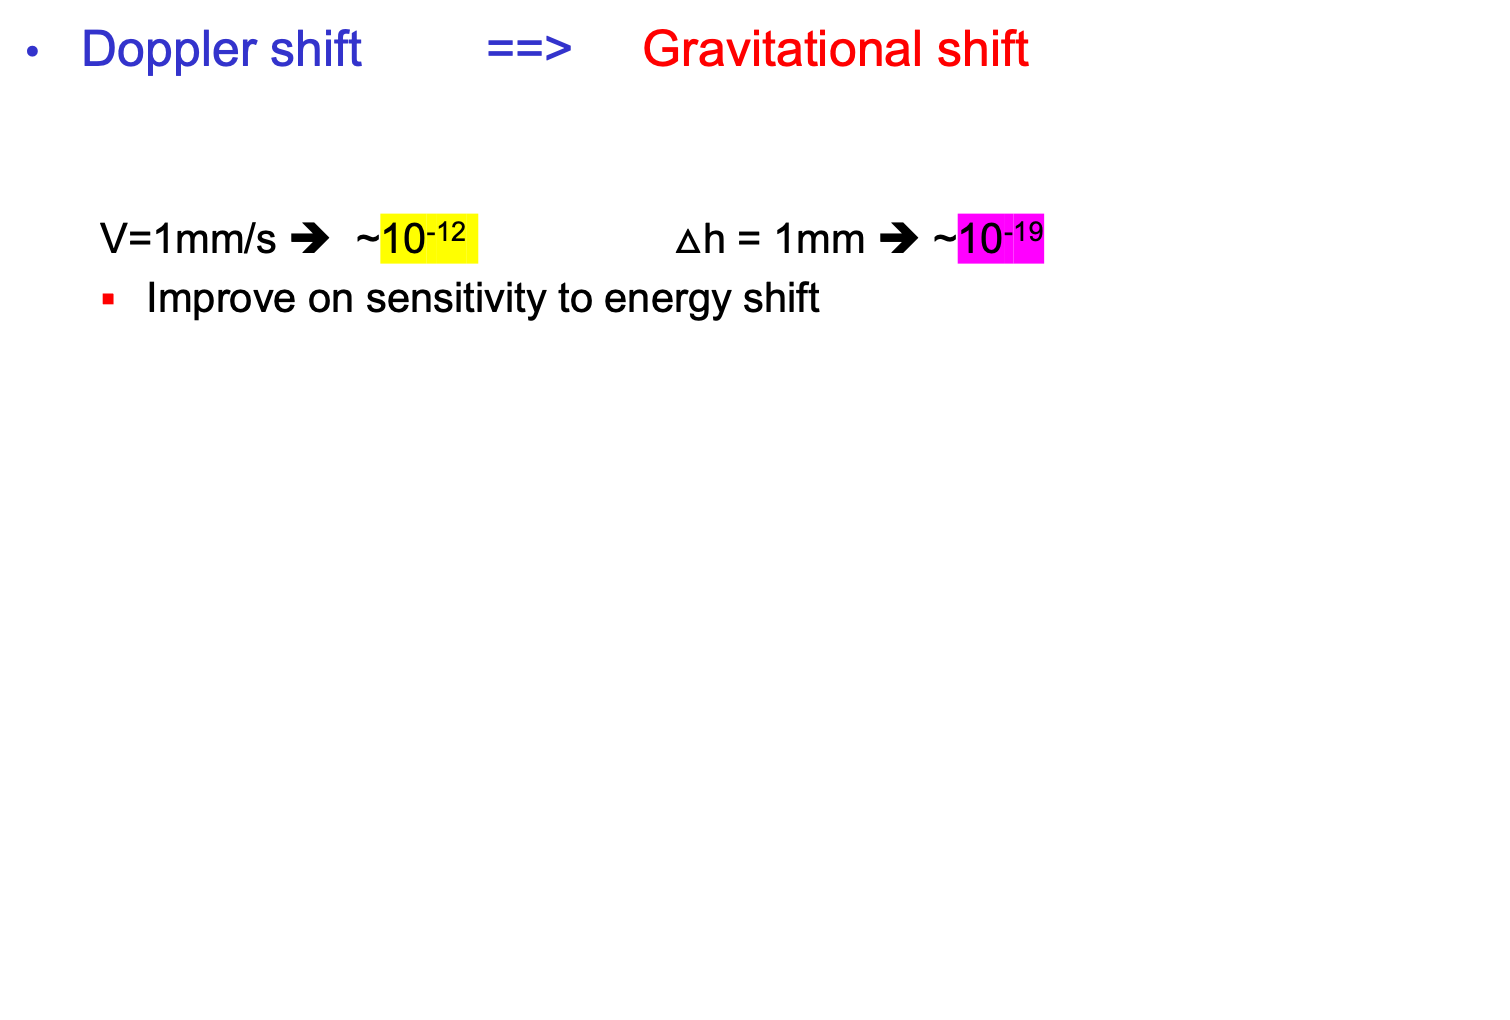 • Doppler shift ==> Gravitational shift
V=1mm/s ➔ ~10⁻¹² △h = 1mm ➔ ~10⁻¹⁹
▪ Improve on sensitivity to energy shift